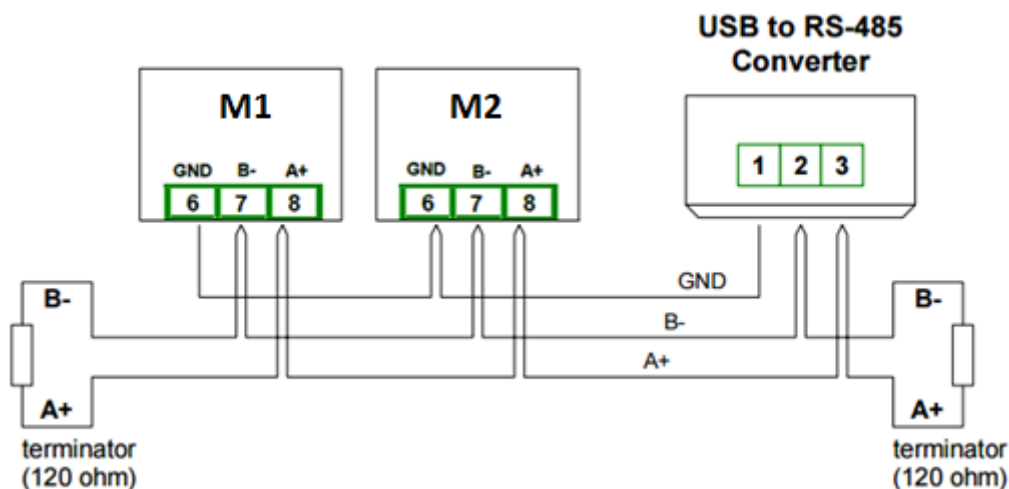 USB to RS-485
Converter
M1
M2
GND B- A+
6 7 8
GND B- A+
6 7 8
1 2 3
GND
B-
A+
B-
A+
terminator
(120 ohm)
B-
A+
terminator
(120 ohm)